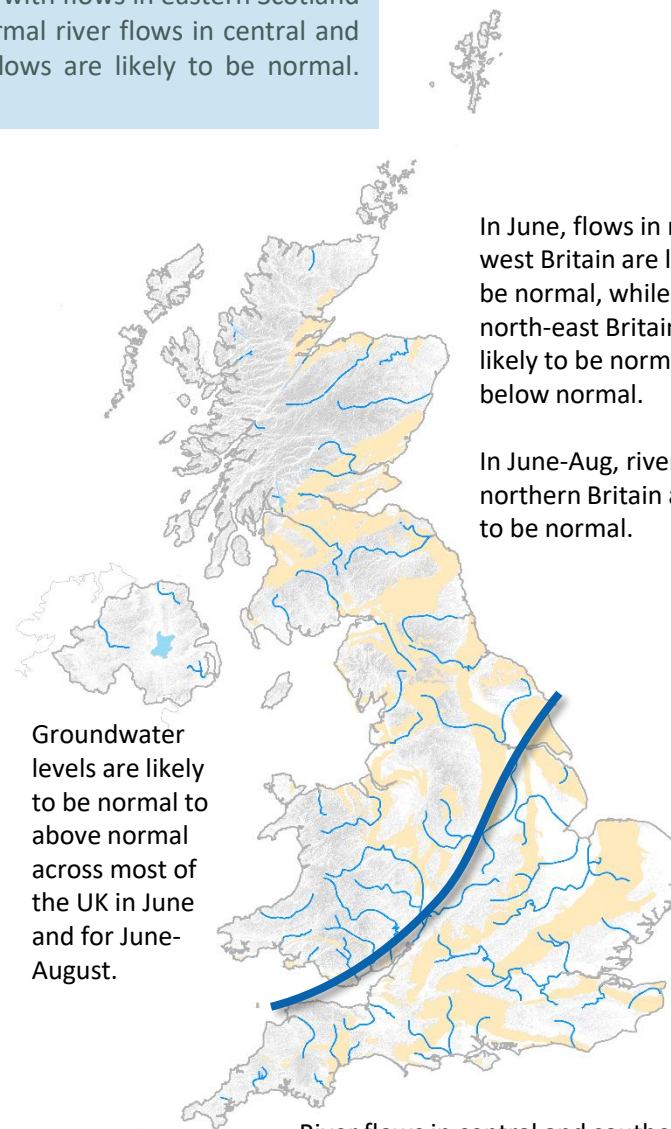 with flows in eastern Scotland
rmal river flows in central and
lows are likely to be normal.
In June, flows in
west Britain are
be normal, while
north-east Britain
likely to be norm
below normal.
In June-Aug, river
northern Britain
to be normal.
Groundwater
levels are likely
to be normal to
above normal
across most of
the UK in June
and for June-
August.
River flows in central and southe